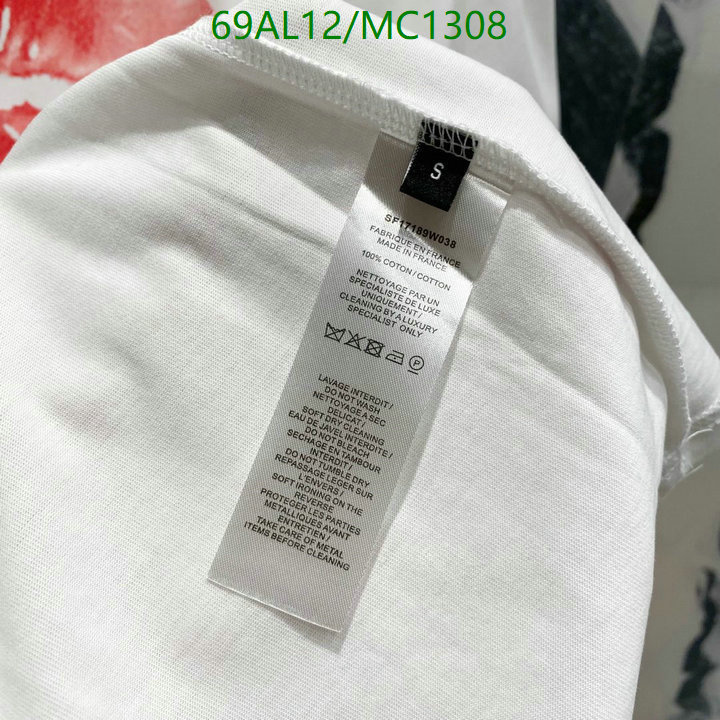 69AL12/MC1308
S
SF17189W038
FABRIQUE EN FRANCE
MADE IN FRANCE
100% COTON / COTTON
NETTOYAGE PAR UN
SPECIALISTE DE LUXE
UNIQUEMENT /
CLEANING BY A LUXURY
SPECIALIST ONLY
P
LAVAGE INTERDIT /
DO NOT WASH
NETTOYAGE A SEC
DELICAT /
SOFT DRY CLEANING
EAU DE JAVEL INTERDITE /
DO NOT BLEACH
SECHAGE EN TAMBOUR
INTERDIT /
DO NOT TUMBLE DRY
REPASSAGE LEGER SUR
L'ENVERS /
SOFT IRONING ON THE
REVERSE
PROTEGER LES PARTIES
METALLIQUES AVANT
ENTRETIEN /
TAKE CARE OF METAL
ITEMS BEFORE CLEANING